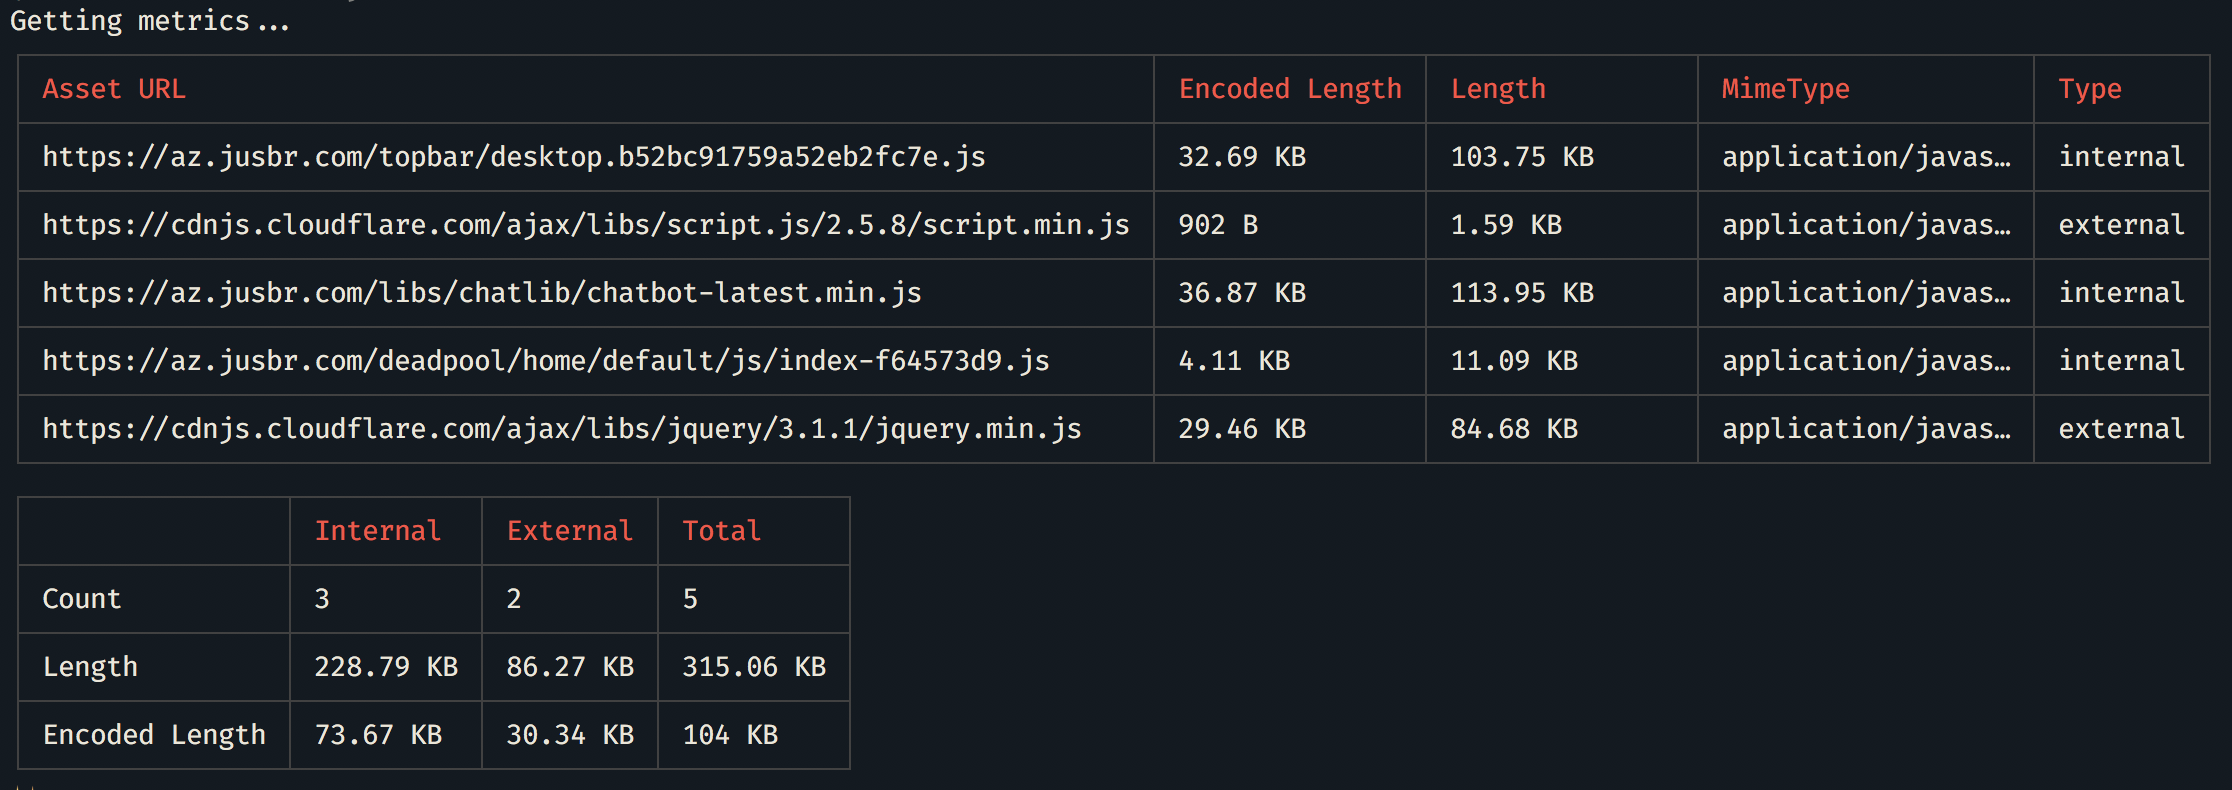 Getting metrics...
Asset URL Encoded Length Length MimeType Type
https://az.jusbr.com/topbar/desktop.b52bc91759a52eb2fc7e.js 32.69 KB 103.75 KB application/javas… internal
https://cdnjs.cloudflare.com/ajax/libs/script.js/2.5.8/script.min.js 902 B 1.59 KB application/javas… external
https://az.jusbr.com/libs/chatlib/chatbot-latest.min.js 36.87 KB 113.95 KB application/javas… internal
https://az.jusbr.com/deadpool/home/default/js/index-f64573d9.js 4.11 KB 11.09 KB application/javas… internal
https://cdnjs.cloudflare.com/ajax/libs/jquery/3.1.1/jquery.min.js 29.46 KB 84.68 KB application/javas… external
Internal External Total
Count 3 2 5
Length 228.79 KB 86.27 KB 315.06 KB
Encoded Length 73.67 KB 30.34 KB 104 KB